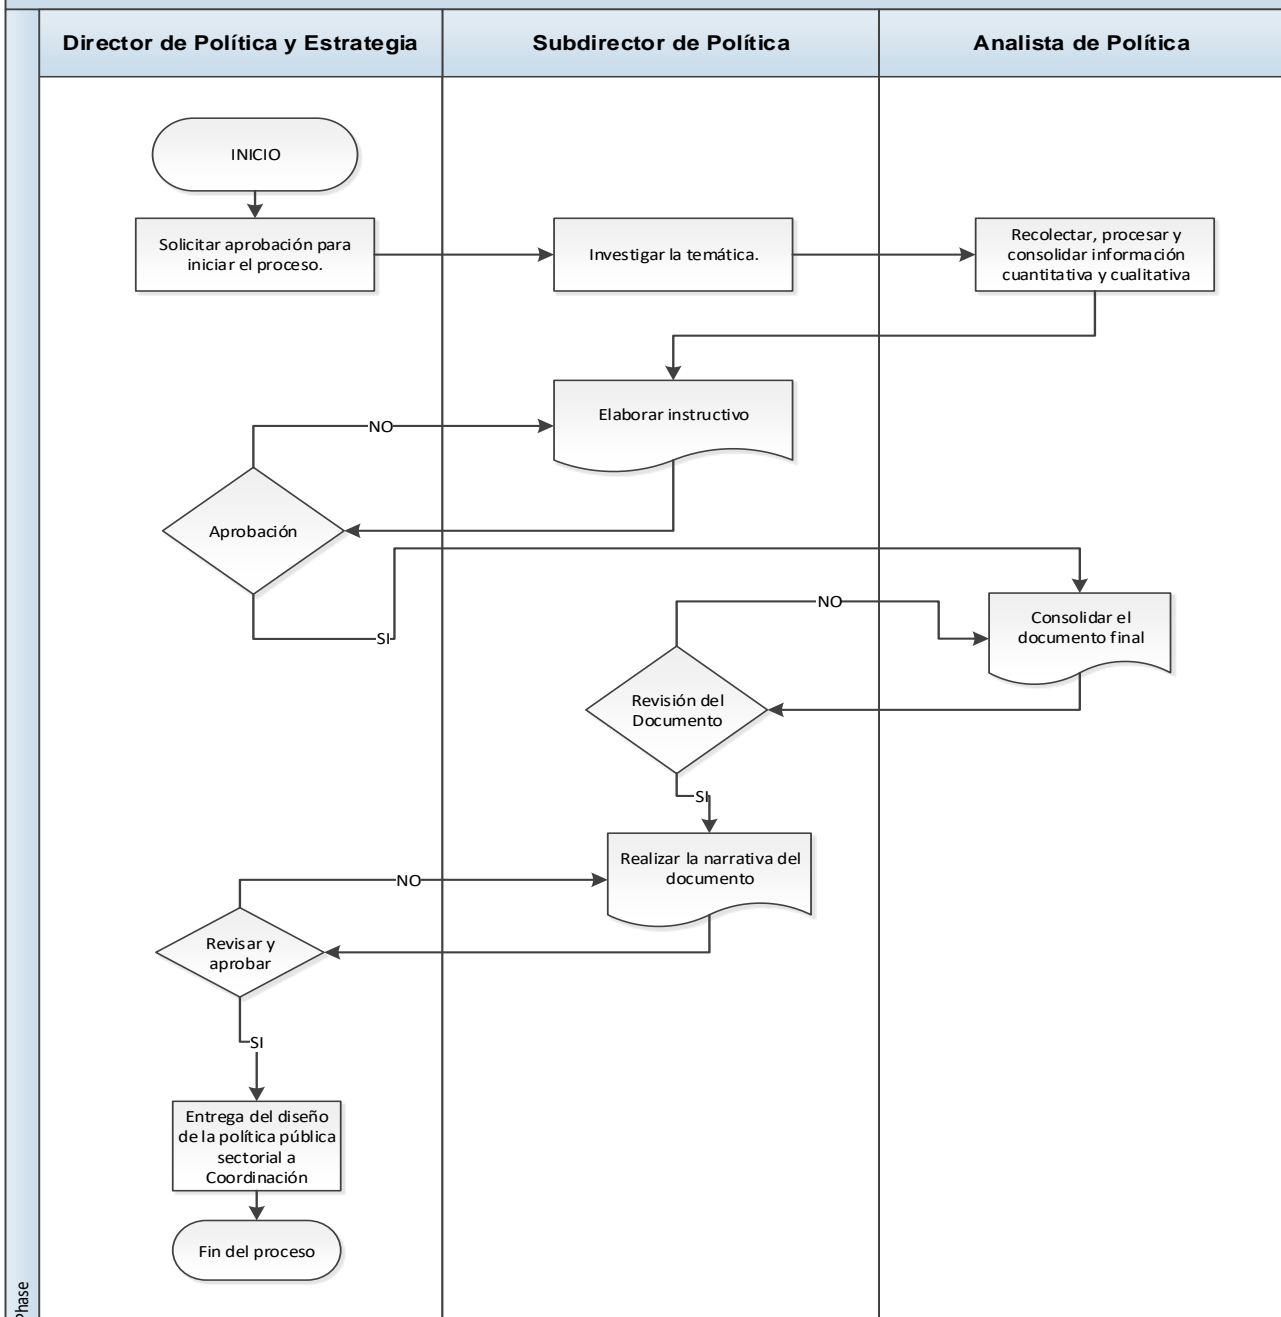 Director de Política y Estrategia
Subdirector de Política
Analista de Política
INICIO
Solicitar aprobación para
iniciar el proceso.
Investigar la temática.
Recolectar, procesar y
consolidar información
cuantitativa y cualitativa
Elaborar instructivo
NO
Aprobación
SI
NO
Consolidar el
documento final
Revisión del
Documento
SI
Realizar la narrativa del
documento
NO
Revisar y
aprobar
SI
Entrega del diseño
de la política pública
sectorial a
Coordinación
Fin del proceso
Phase